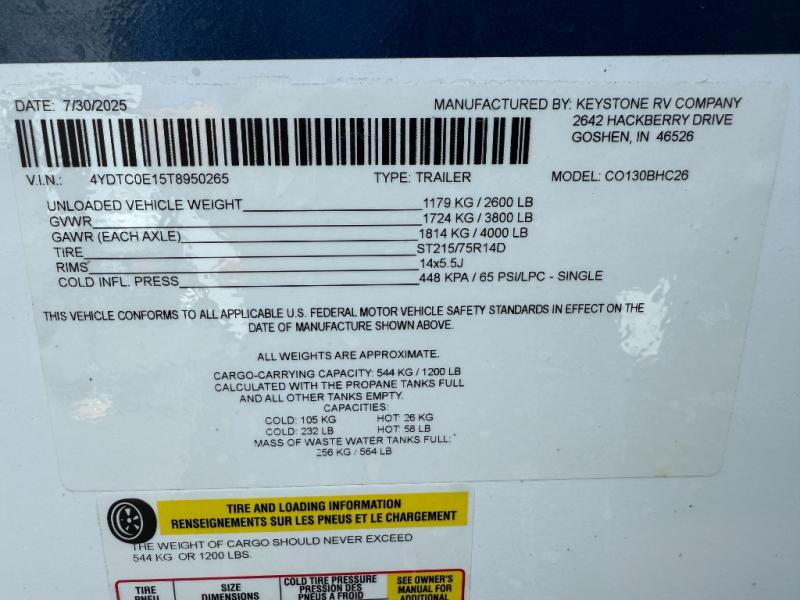 DATE: 7/30/2025 MANUFACTURED BY: KEYSTONE RV COMPANY
2642 HACKBERRY DRIVE
GOSHEN, IN 46526
V.I.N.: 4YDTC0E15T8950265 TYPE: TRAILER MODEL: CO130BHC26
UNLOADED VEHICLE WEIGHT 1179 KG / 2600 LB
GVWR 1724 KG / 3800 LB
GAWR (EACH AXLE) 1814 KG / 4000 LB
TIRE ST215/75R14D
RIMS 14x5.5J
COLD INFL. PRESS 448 KPA / 65 PSI/LPC - SINGLE
THIS VEHICLE CONFORMS TO ALL APPLICABLE U.S. FEDERAL MOTOR VEHICLE SAFETY STANDARDS IN EFFECT ON THE
DATE OF MANUFACTURE SHOWN ABOVE.
ALL WEIGHTS ARE APPROXIMATE.
CARGO-CARRYING CAPACITY: 544 KG / 1200 LB
CALCULATED WITH THE PROPANE TANKS FULL
AND ALL OTHER TANKS EMPTY.
CAPACITIES:
COLD: 105 KG HOT: 26 KG
COLD: 232 LB HOT: 58 LB
MASS OF WASTE WATER TANKS FULL:
256 KG / 564 LB
TIRE AND LOADING INFORMATION
RENSEIGNEMENTS SUR LES PNEUS ET LE CHARGEMENT
THE WEIGHT OF CARGO SHOULD NEVER EXCEED
544 KG OR 1200 LBS.
TIRE SIZE COLD TIRE PRESSURE SEE OWNER'S
PNEU DIMENSIONS PRESSION DES MANUAL FOR
PNEUS A FROID ADDITIONAL